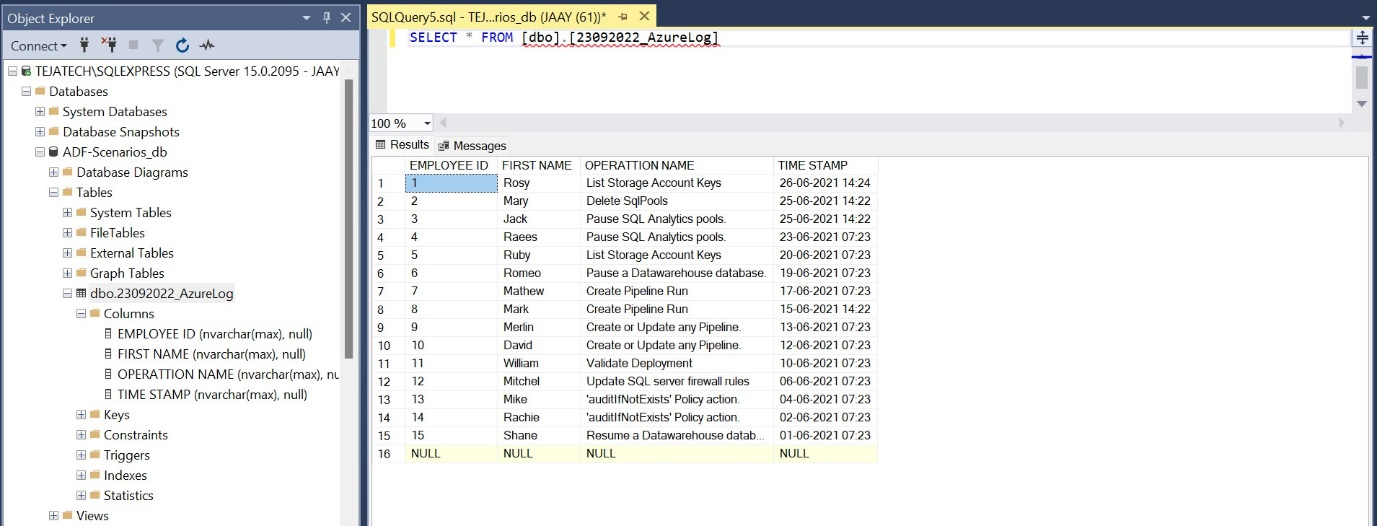 Object Explorer
Connect
TEJATECH\SQLEXPRESS (SQL Server 15.0.2095 - JAAY
Databases
System Databases
Database Snapshots
ADF-Scenarios_db
Database Diagrams
Tables
System Tables
FileTables
External Tables
Graph Tables
dbo.23092022_AzureLog
Columns
EMPLOYEE ID (nvarchar(max), null)
FIRST NAME (nvarchar(max), null)
OPERATTION NAME (nvarchar(max), nu
TIME STAMP (nvarchar(max), null)
Keys
Constraints
Triggers
Indexes
Statistics
Views
SQLQuery5.sql - TEJ...rios_db (JAAY (61))*
SELECT * FROM [dbo].[23092022_AzureLog]
100 %
Results Messages
EMPLOYEE ID FIRST NAME OPERATTION NAME TIME STAMP
1 1 Rosy List Storage Account Keys 26-06-2021 14:24
2 2 Mary Delete SqlPools 25-06-2021 14:22
3 3 Jack Pause SQL Analytics pools. 25-06-2021 14:22
4 4 Raees Pause SQL Analytics pools. 23-06-2021 07:23
5 5 Ruby List Storage Account Keys 20-06-2021 07:23
6 6 Romeo Pause a Datawarehouse database. 19-06-2021 07:23
7 7 Mathew Create Pipeline Run 17-06-2021 07:23
8 8 Mark Create Pipeline Run 15-06-2021 14:22
9 9 Merlin Create or Update any Pipeline. 13-06-2021 07:23
10 10 David Create or Update any Pipeline. 12-06-2021 07:23
11 11 William Validate Deployment 10-06-2021 07:23
12 12 Mitchel Update SQL server firewall rules 06-06-2021 07:23
13 13 Mike 'auditIfNotExists' Policy action. 04-06-2021 07:23
14 14 Rachie 'auditIfNotExists' Policy action. 02-06-2021 07:23
15 15 Shane Resume a Datawarehouse datab... 01-06-2021 07:23
16 NULL NULL NULL NULL